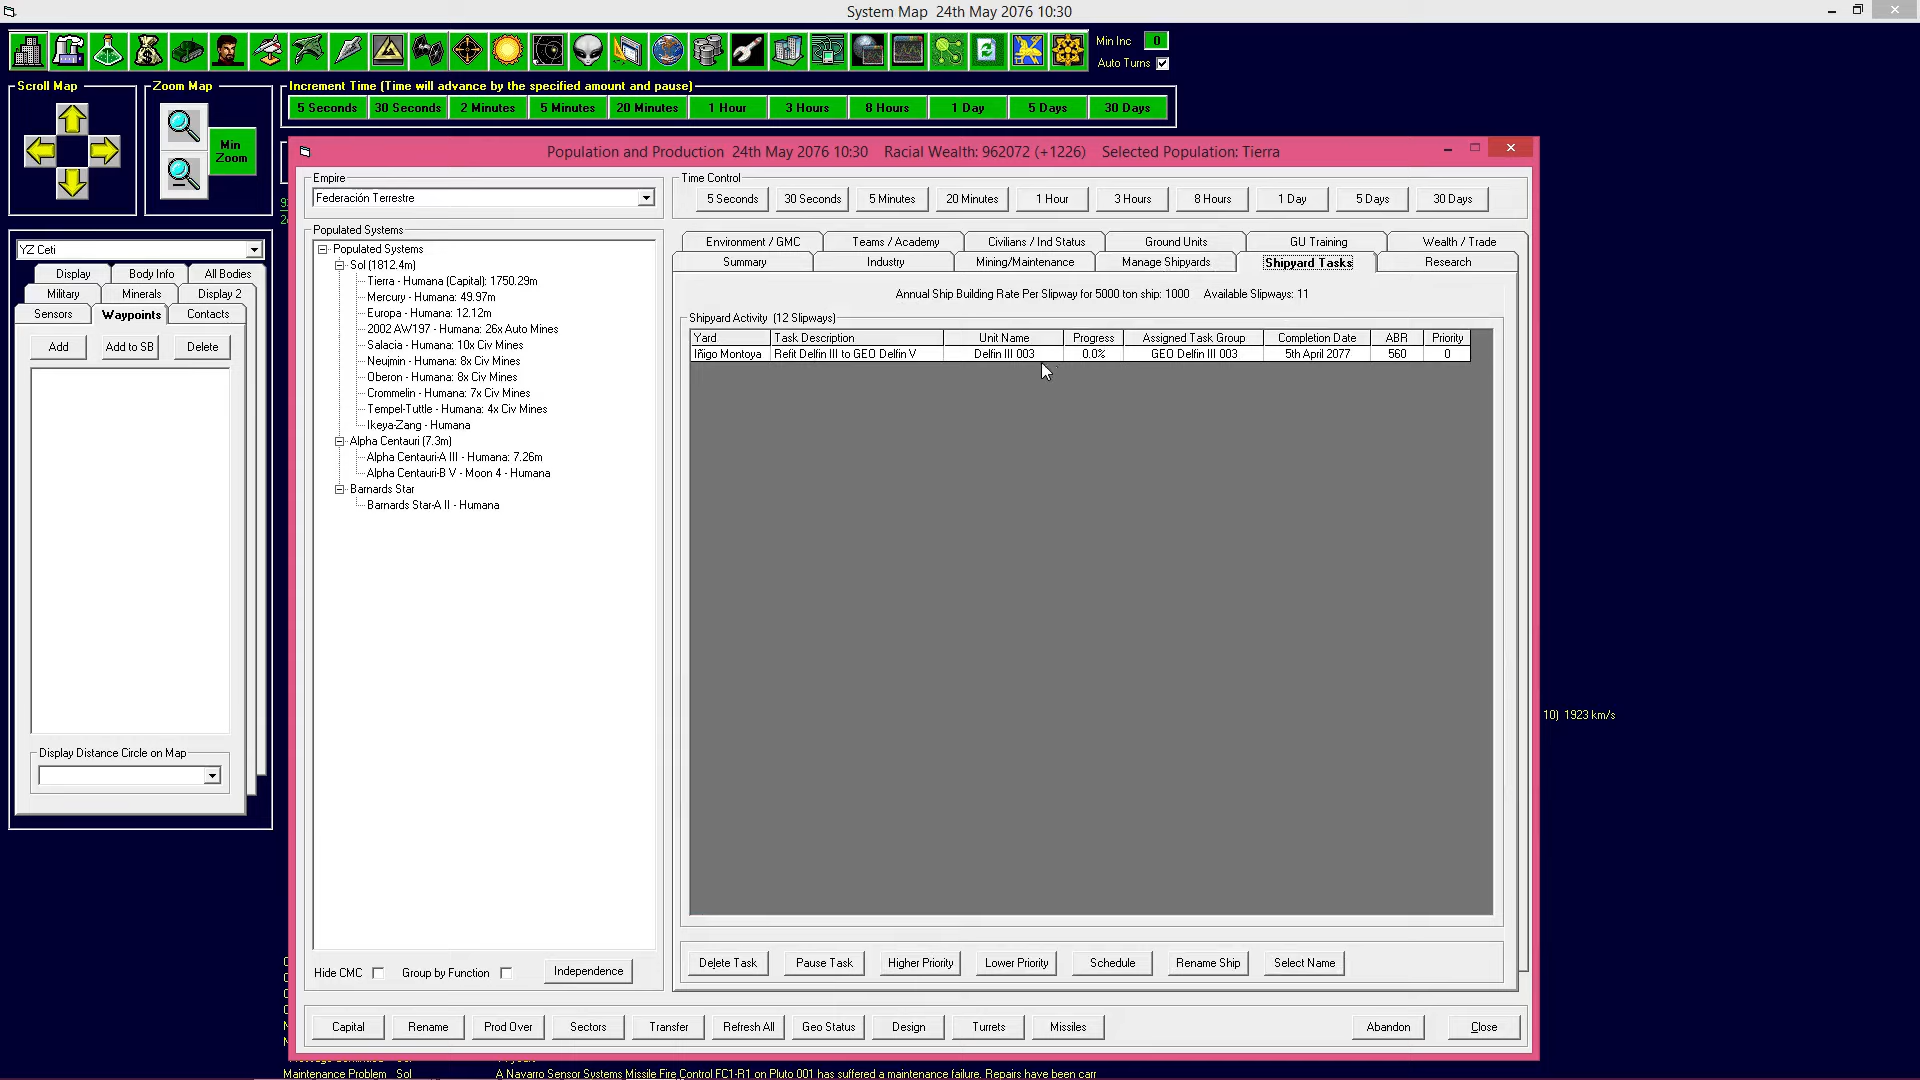 System Map 24th May 2076 10:30
Min Inc 0
Auto Turns
Scroll Map
Zoom Map
Min Zoom
Increment Time (Time will advance by the specified amount and pause)
5 Seconds 30 Seconds 2 Minutes 5 Minutes 20 Minutes 1 Hour 3 Hours 8 Hours 1 Day 5 Days 30 Days
YZ Ceti
Display Body Info All Bodies
Military Minerals Display 2
Sensors Waypoints Contacts
Add Add to SB Delete
Display Distance Circle on Map
Population and Production 24th May 2076 10:30 Racial Wealth: 962072 (+1226) Selected Population: Tierra
Empire
Federación Terrestre
Time Control
5 Seconds 30 Seconds 5 Minutes 20 Minutes 1 Hour 3 Hours 8 Hours 1 Day 5 Days 30 Days
Populated Systems
Populated Systems
Sol (1812.4m)
Tierra - Humana (Capital): 1750.29m
Mercury - Humana: 49.97m
Europa - Humana: 12.12m
2002 AW197 - Humana: 26x Auto Mines
Salacia - Humana: 10x Civ Mines
Neujmin - Humana: 8x Civ Mines
Oberon - Humana: 8x Civ Mines
Crommelin - Humana: 7x Civ Mines
Tempel-Tuttle - Humana: 4x Civ Mines
Ikeya-Zang - Humana
Alpha Centauri (7.3m)
Alpha Centauri-A III - Humana: 7.26m
Alpha Centauri-B V - Moon 4 - Humana
Barnards Star
Barnards Star-A II - Humana
Hide CMC Group by Function Independence
Environment / GMC Teams / Academy Civilians / Ind Status Ground Units GU Training Wealth / Trade
Summary Industry Mining/Maintenance Manage Shipyards Shipyard Tasks Research
Annual Ship Building Rate Per Slipway for 5000 ton ship: 1000 Available Slipways: 11
Shipyard Activity (12 Slipways)
Yard Task Description Unit Name Progress Assigned Task Group Completion Date ABR Priority
Iñigo Montoya Refit Delfin III to GEO Delfin V Delfin III 003 0.0% GEO Delfin III 003 5th April 2077 560 0
Delete Task Pause Task Higher Priority Lower Priority Schedule Rename Ship Select Name
Capital Rename Prod Over Sectors Transfer Refresh All Geo Status Design Turrets Missiles Abandon Close
10) 1923 km/s
Maintenance Problem Sol A Navarro Sensor Systems Missile Fire Control FC1-R1 on Pluto 001 has suffered a maintenance failure. Repairs have been carr